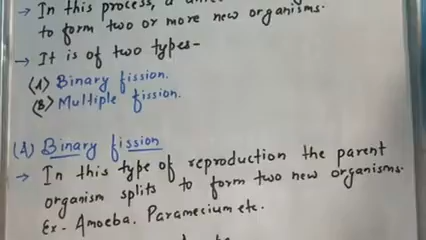 → In this process, a
to form two or more new organisms.
→ It is of two types-
(A) Binary fission.
(B) Multiple fission.
(A) Binary fission
→ In this type of reproduction the parent
organism splits to form two new organisms.
Ex- Amoeba. Paramecium etc.